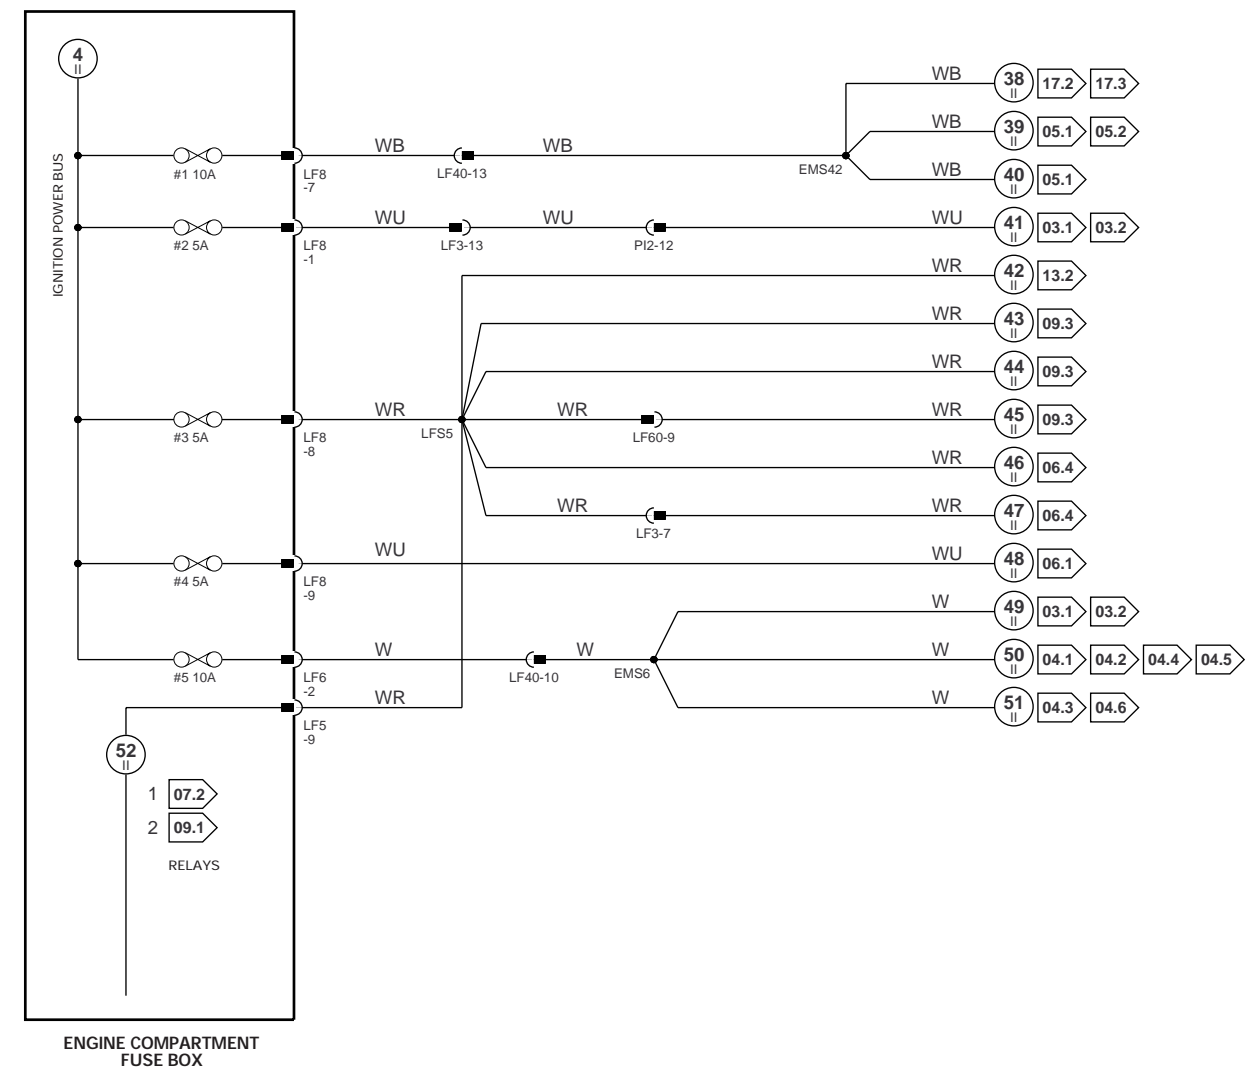 4
II
IGNITION POWER BUS
WB
38
II
17.2
17.3
WB
39
II
05.1
05.2
#1 10A
LF8
-7
WB
LF40-13
WB
EMS42
WB
40
II
05.1
#2 5A
LF8
-1
WU
LF3-13
WU
PI2-12
WU
41
II
03.1
03.2
WR
42
II
13.2
WR
43
II
09.3
WR
44
II
09.3
#3 5A
LF8
-8
WR
LFS5
WR
LF60-9
WR
45
II
09.3
WR
46
II
06.4
WR
LF3-7
WR
47
II
06.4
#4 5A
LF8
-9
WU
WU
48
II
06.1
W
49
II
03.1
03.2
#5 10A
LF6
-2
W
LF40-10
W
EMS6
W
50
II
04.1
04.2
04.4
04.5
WR
LF5
-9
W
51
II
04.3
04.6
52
II
1 07.2
2 09.1
RELAYS
ENGINE COMPARTMENT
FUSE BOX